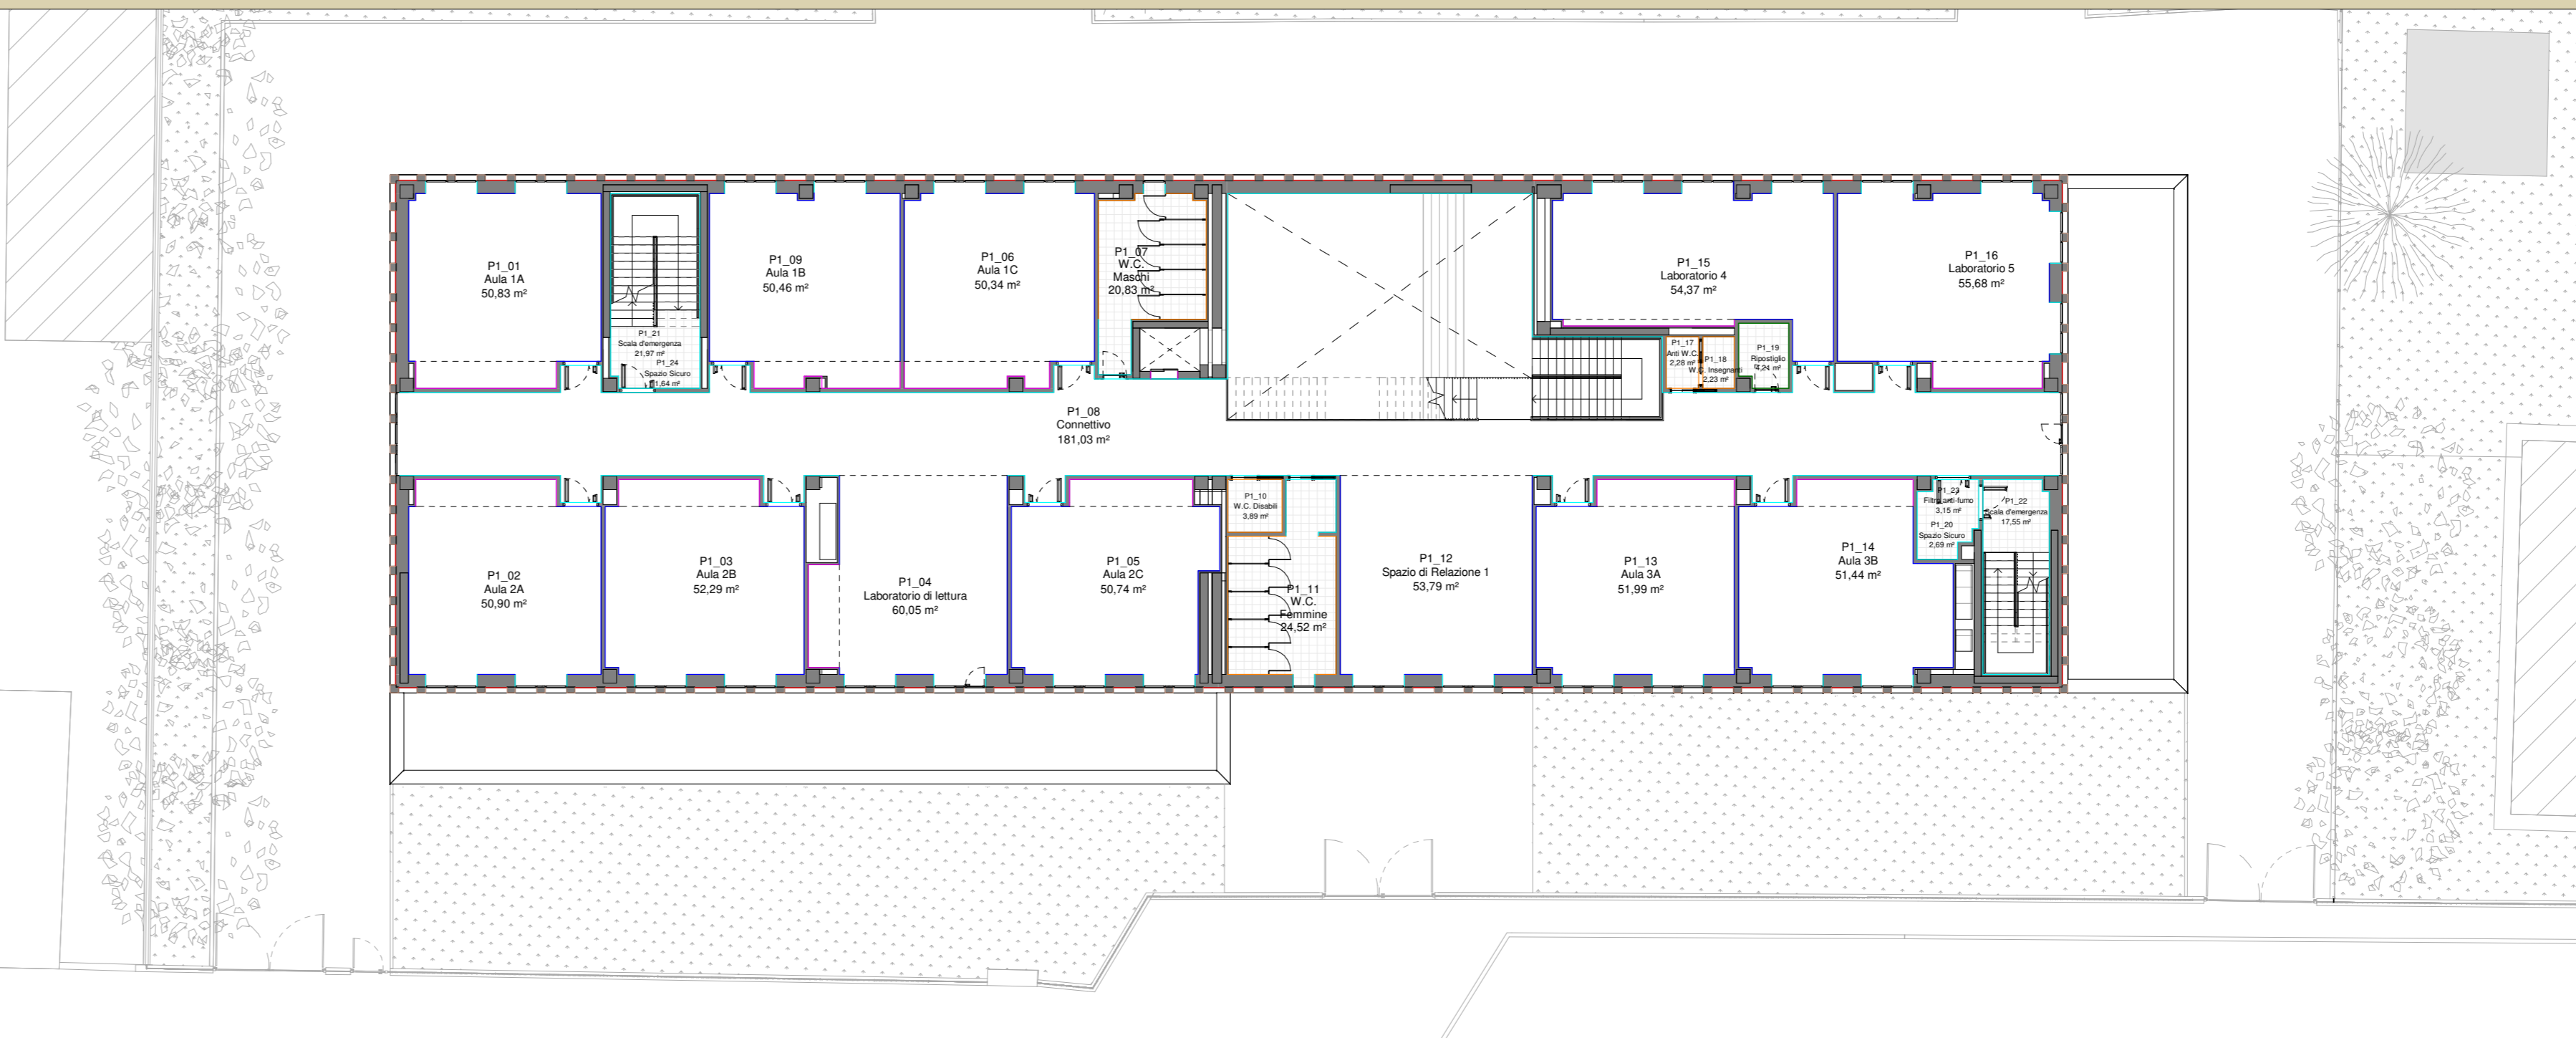 P1_01
Aula 1A
50,83 m²
P1_21
Scala d'emergenza
21,97 m²
P1_24
Spazio Sicuro
1,64 m²
P1_09
Aula 1B
50,46 m²
P1_06
Aula 1C
50,34 m²
P1_07
W.C.
Maschi
20,83 m²
P1_15
Laboratorio 4
54,37 m²
P1_16
Laboratorio 5
55,68 m²
P1_17
Anti W.C.
2,28 m²
P1_18
W.C. Insegnanti
2,23 m²
P1_19
Ripostiglio
4,24 m²
P1_08
Connettivo
181,03 m²
P1_02
Aula 2A
50,90 m²
P1_03
Aula 2B
52,29 m²
P1_04
Laboratorio di lettura
60,05 m²
P1_05
Aula 2C
50,74 m²
P1_10
W.C. Disabili
3,89 m²
P1_11
W.C.
Femmine
24,52 m²
P1_12
Spazio di Relazione 1
53,79 m²
P1_13
Aula 3A
51,99 m²
P1_14
Aula 3B
51,44 m²
P1_23
Filtro anti-fumo
3,15 m²
P1_20
Spazio Sicuro
2,69 m²
P1_22
Scala d'emergenza
17,55 m²